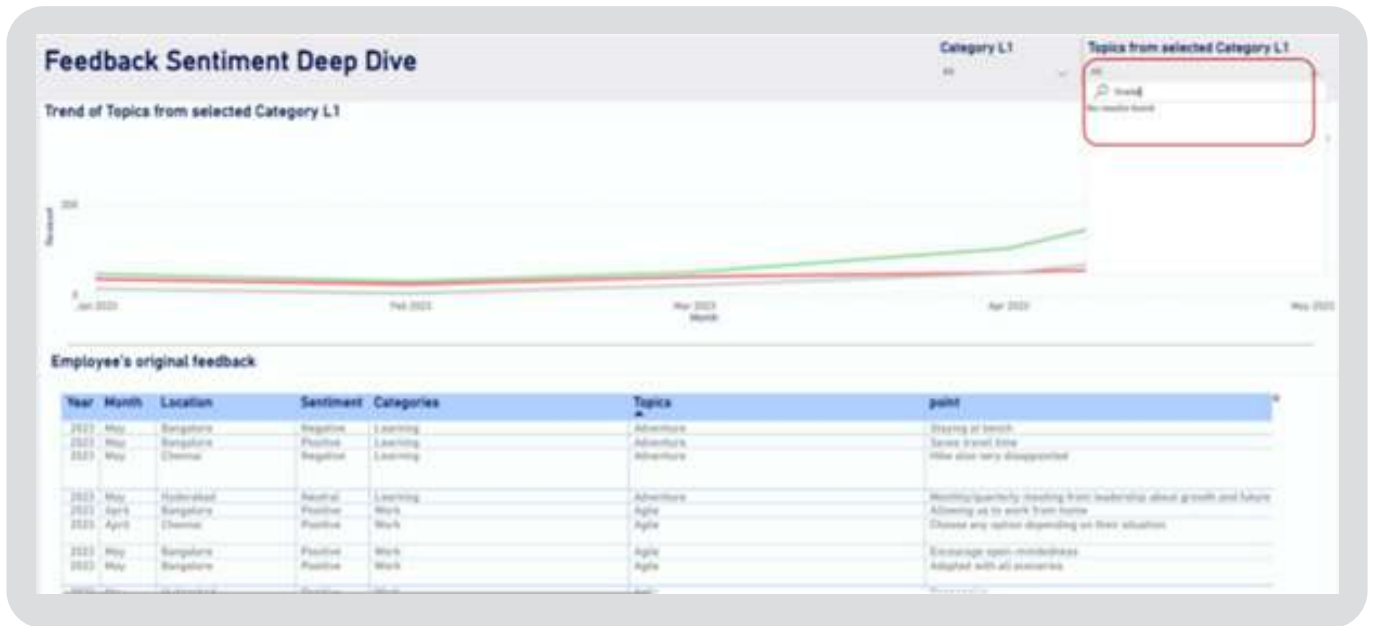 Feedback Sentiment Deep Dive
Category L1
Topics from selected Category L1
All
All
No results found
Trend of Topics from selected Category L1
0
Jan 2023
Feb 2023
Mar 2023
Apr 2023
May 2023
Month
Employee's original feedback
Year Month Location Sentiment Categories Topics point
2023 May Bangalore Negative Learning Adventure Staying at bench
2023 May Bangalore Positive Learning Adventure Saves travel time
2023 May Chennai Negative Learning Adventure Hike also very disappointed
2023 May Hyderabad Neutral Learning Adventure Monthly/quarterly meeting from leadership about growth and future
2023 April Bangalore Positive Work Agile Allowing us to work from home
2023 April Chennai Positive Work Agile Choose any option depending on their situation
2023 May Bangalore Positive Work Agile Encourage open-mindedness
2023 May Bangalore Positive Work Agile Adapted with all scenarios